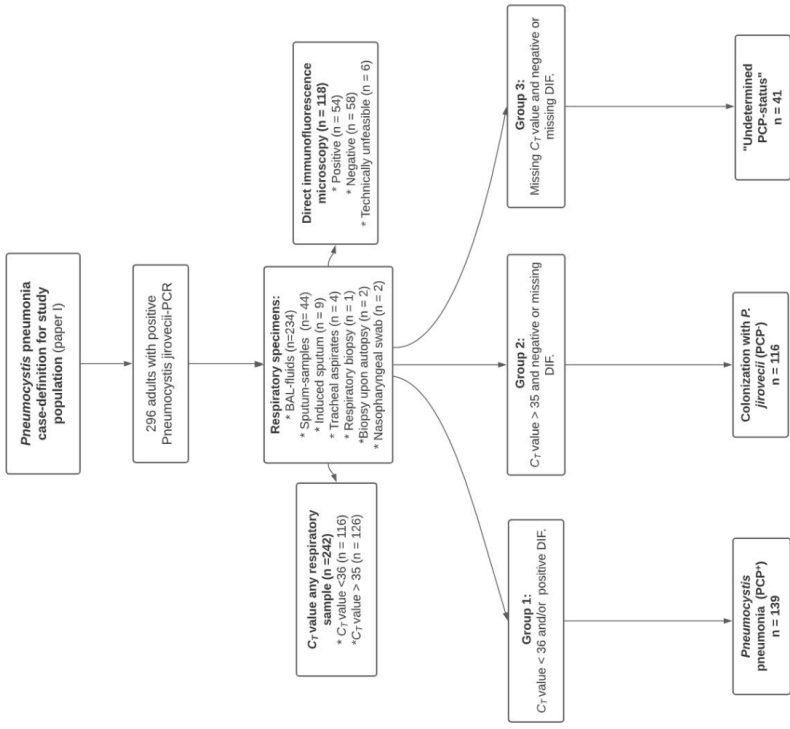 Pneumocystis pneumonia
case-definition for study
population (paper I)
296 adults with positive
Pneumocystis jirovecii-PCR
Respiratory specimens:
* BAL-fluids (n=234)
* Sputum-samples (n= 44)
* Induced sputum (n = 9)
* Tracheal aspirates (n = 4)
* Respiratory biopsy (n = 1)
*Biopsy upon autopsy (n = 2)
* Nasopharyngeal swab (n = 2)
CT value any respiratory
sample (n =242)
* CT value <36 (n = 116)
*CT value > 35 (n = 126)
Direct immunofluorescence
microscopy (n = 118)
* Positive (n = 54)
* Negative (n = 58)
* Technically unfeasible (n = 6)
Group 1:
CT value < 36 and/or positive DIF.
Group 2:
CT value > 35 and negative or missing
DIF.
Group 3:
Missing CT value and negative or
missing DIF.
Pneumocystis
pneumonia (PCP⁺)
n = 139
Colonization with P.
jirovecii (PCP⁻)
n = 116
"Undetermined
PCP-status"
n = 41